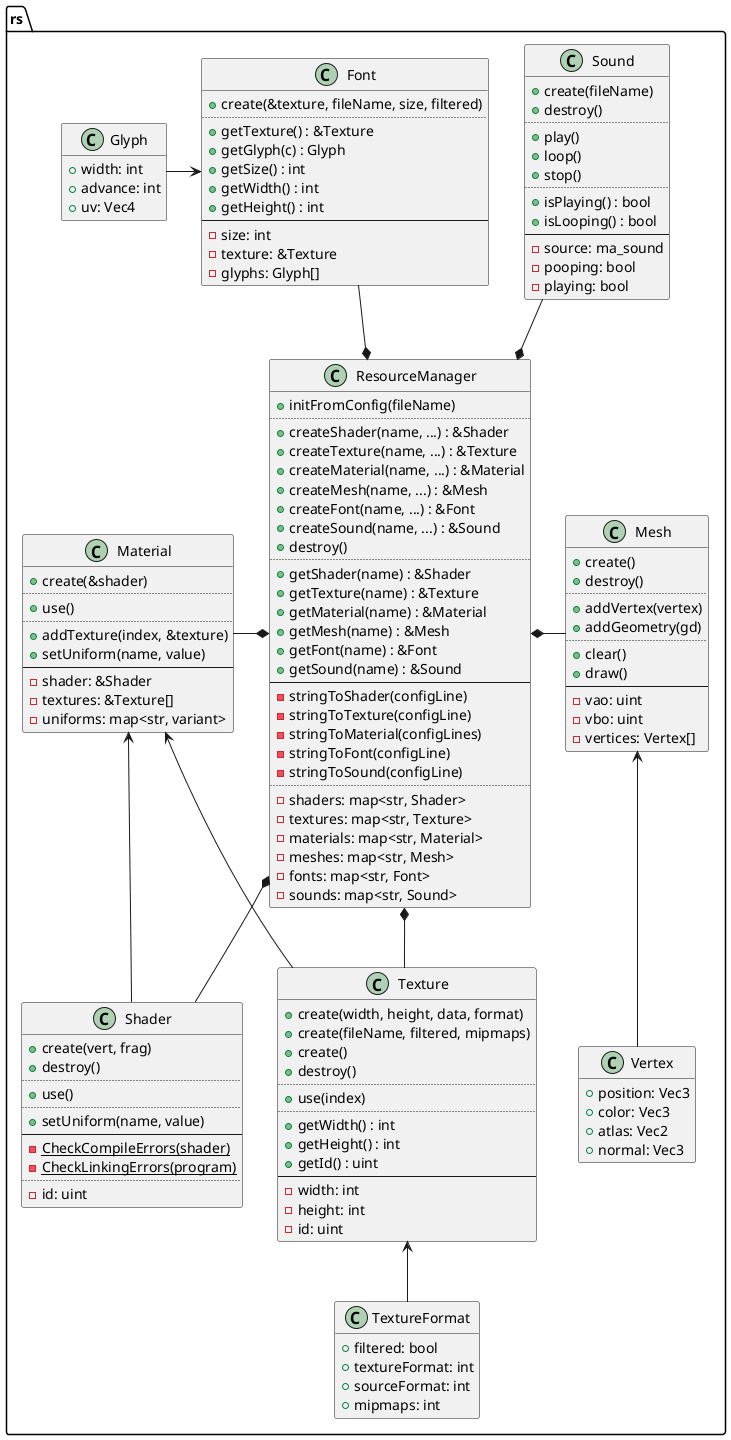 rs
C Glyph
width: int
advance: int
uv: Vec4
C Font
create(&texture, fileName, size, filtered)
getTexture() : &Texture
getGlyph(c) : Glyph
getSize() : int
getWidth() : int
getHeight() : int
size: int
texture: &Texture
glyphs: Glyph[]
C Sound
create(fileName)
destroy()
play()
loop()
stop()
isPlaying() : bool
isLooping() : bool
source: ma_sound
pooping: bool
playing: bool
C ResourceManager
initFromConfig(fileName)
createShader(name, ...) : &Shader
createTexture(name, ...) : &Texture
createMaterial(name, ...) : &Material
createMesh(name, ...) : &Mesh
createFont(name, ...) : &Font
createSound(name, ...) : &Sound
destroy()
getShader(name) : &Shader
getTexture(name) : &Texture
getMaterial(name) : &Material
getMesh(name) : &Mesh
getFont(name) : &Font
getSound(name) : &Sound
stringToShader(configLine)
stringToTexture(configLine)
stringToMaterial(configLines)
stringToFont(configLine)
stringToSound(configLine)
shaders: map<str, Shader>
textures: map<str, Texture>
materials: map<str, Material>
meshes: map<str, Mesh>
fonts: map<str, Font>
sounds: map<str, Sound>
C Material
create(&shader)
use()
addTexture(index, &texture)
setUniform(name, value)
shader: &Shader
textures: &Texture[]
uniforms: map<str, variant>
C Mesh
create()
destroy()
addVertex(vertex)
addGeometry(gd)
clear()
draw()
vao: uint
vbo: uint
vertices: Vertex[]
C Shader
create(vert, frag)
destroy()
use()
setUniform(name, value)
CheckCompileErrors(shader)
CheckLinkingErrors(program)
id: uint
C Texture
create(width, height, data, format)
create(fileName, filtered, mipmaps)
create()
destroy()
use(index)
getWidth() : int
getHeight() : int
getId() : uint
width: int
height: int
id: uint
C Vertex
position: Vec3
color: Vec3
atlas: Vec2
normal: Vec3
C TextureFormat
filtered: bool
textureFormat: int
sourceFormat: int
mipmaps: int